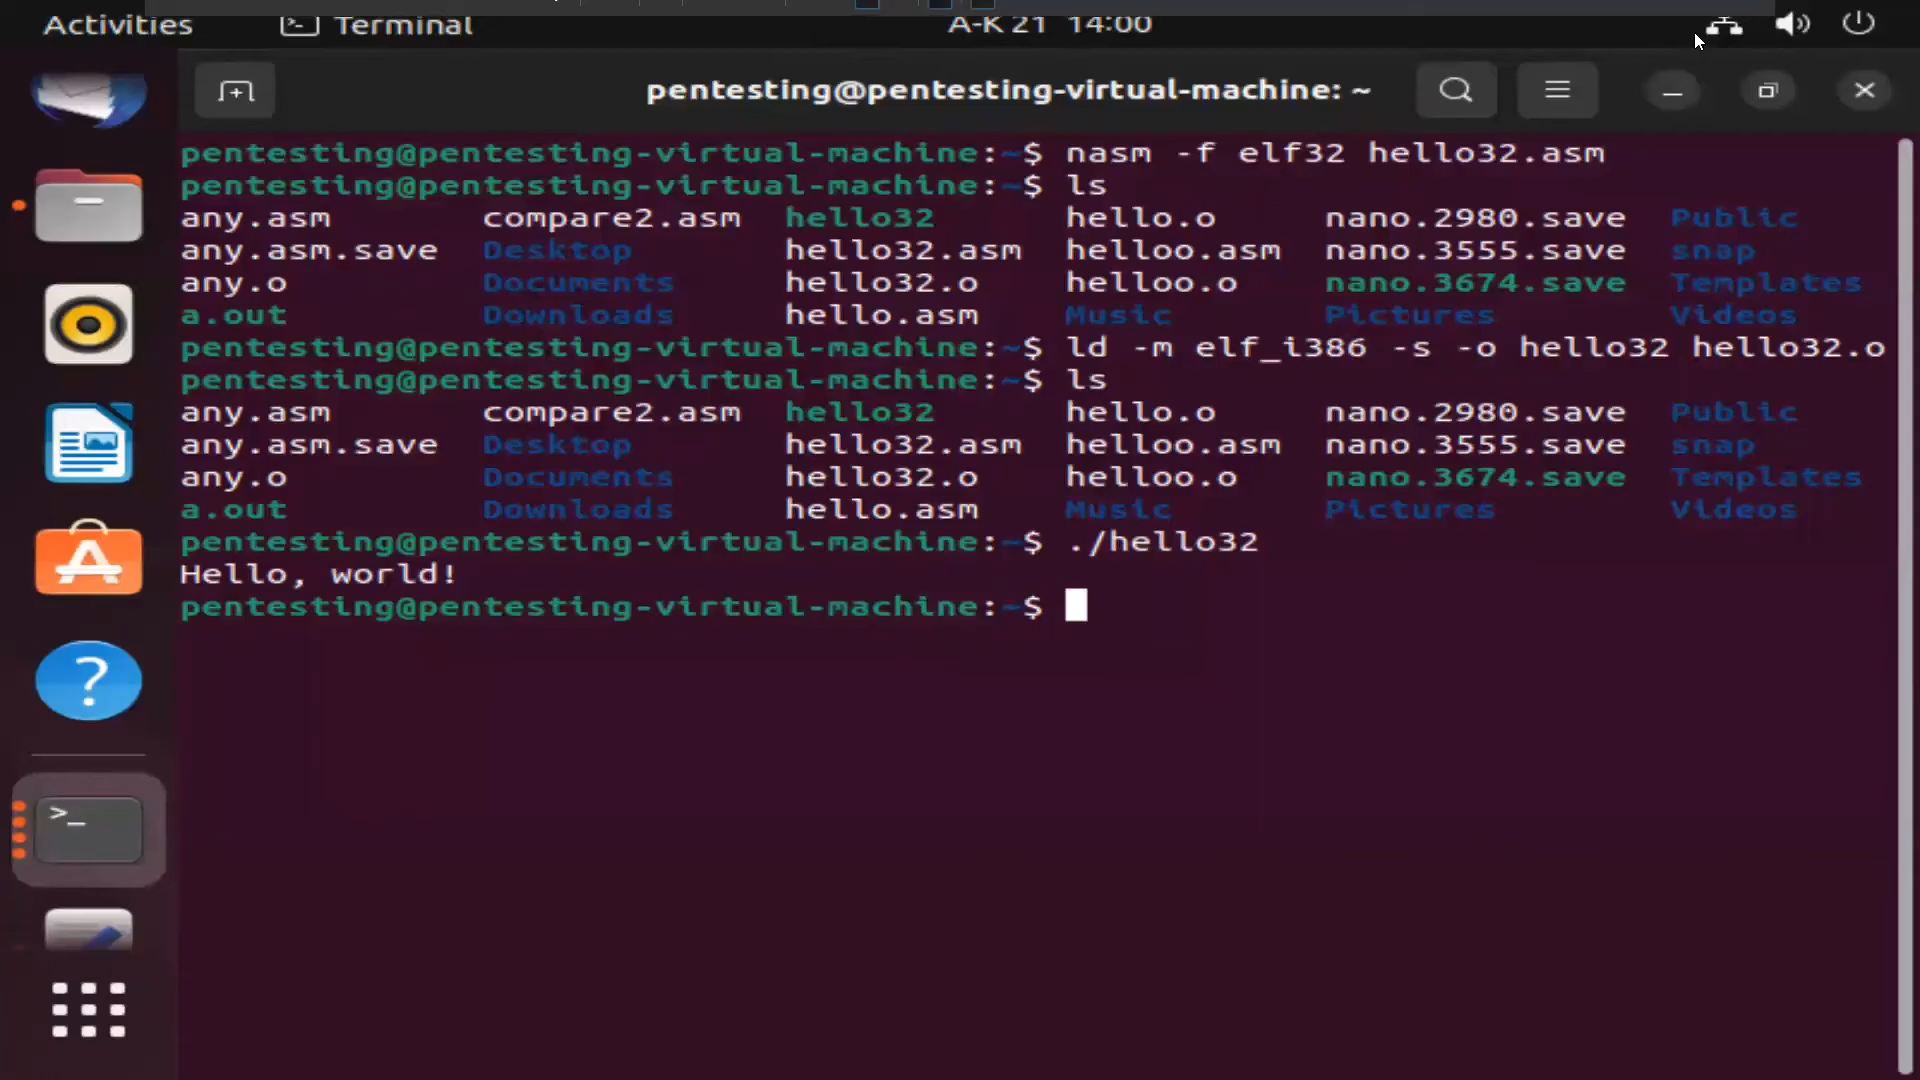 Activities Terminal A-K 21 14:00
pentesting@pentesting-virtual-machine: ~
pentesting@pentesting-virtual-machine:~$ nasm -f elf32 hello32.asm
pentesting@pentesting-virtual-machine:~$ ls
any.asm compare2.asm hello32 hello.o nano.2980.save Public
any.asm.save Desktop hello32.asm helloo.asm nano.3555.save snap
any.o Documents hello32.o helloo.o nano.3674.save Templates
a.out Downloads hello.asm Music Pictures Videos
pentesting@pentesting-virtual-machine:~$ ld -m elf_i386 -s -o hello32 hello32.o
pentesting@pentesting-virtual-machine:~$ ls
any.asm compare2.asm hello32 hello.o nano.2980.save Public
any.asm.save Desktop hello32.asm helloo.asm nano.3555.save snap
any.o Documents hello32.o helloo.o nano.3674.save Templates
a.out Downloads hello.asm Music Pictures Videos
pentesting@pentesting-virtual-machine:~$ ./hello32
Hello, world!
pentesting@pentesting-virtual-machine:~$